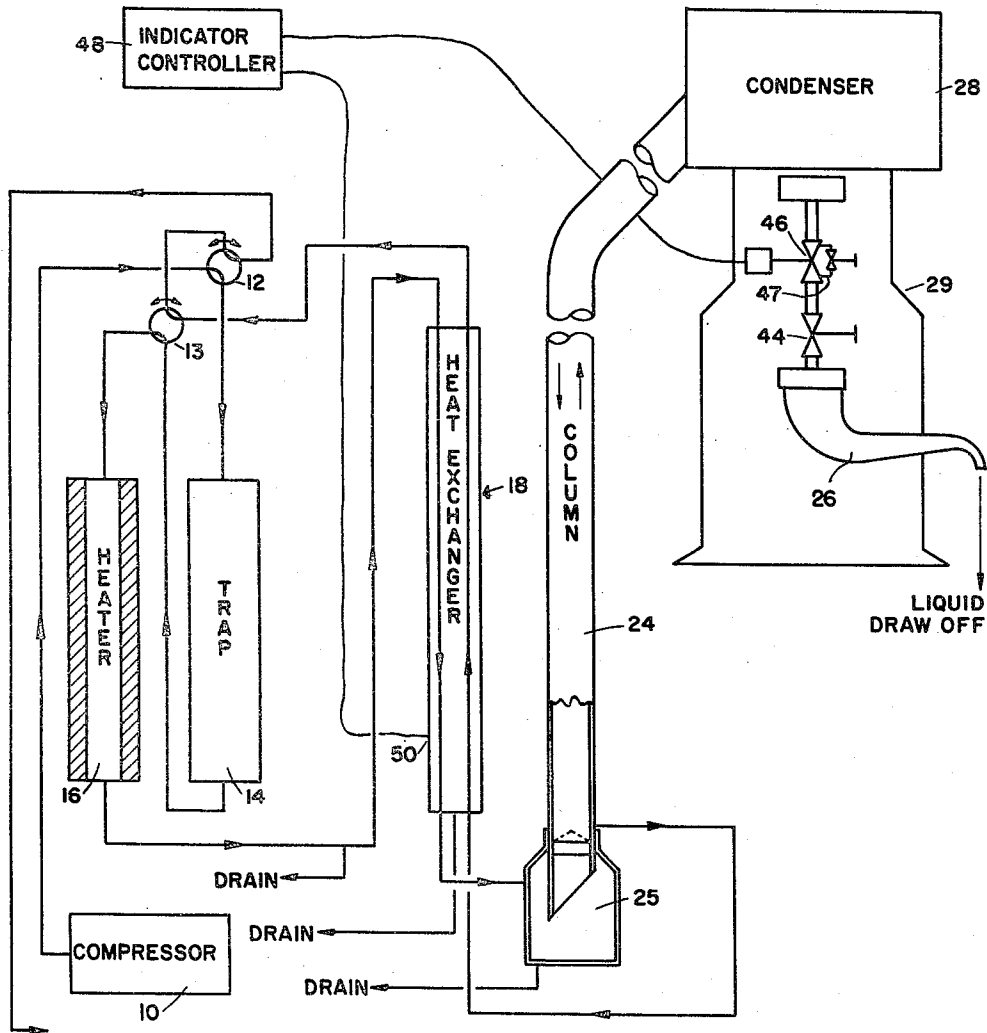 48
INDICATOR
CONTROLLER
CONDENSER
28
46
47
29
44
12
13
HEAT EXCHANGER
18
COLUMN
26
LIQUID
DRAW OFF
HEATER
TRAP
24
50
16
14
DRAIN
25
COMPRESSOR
DRAIN
DRAIN
10